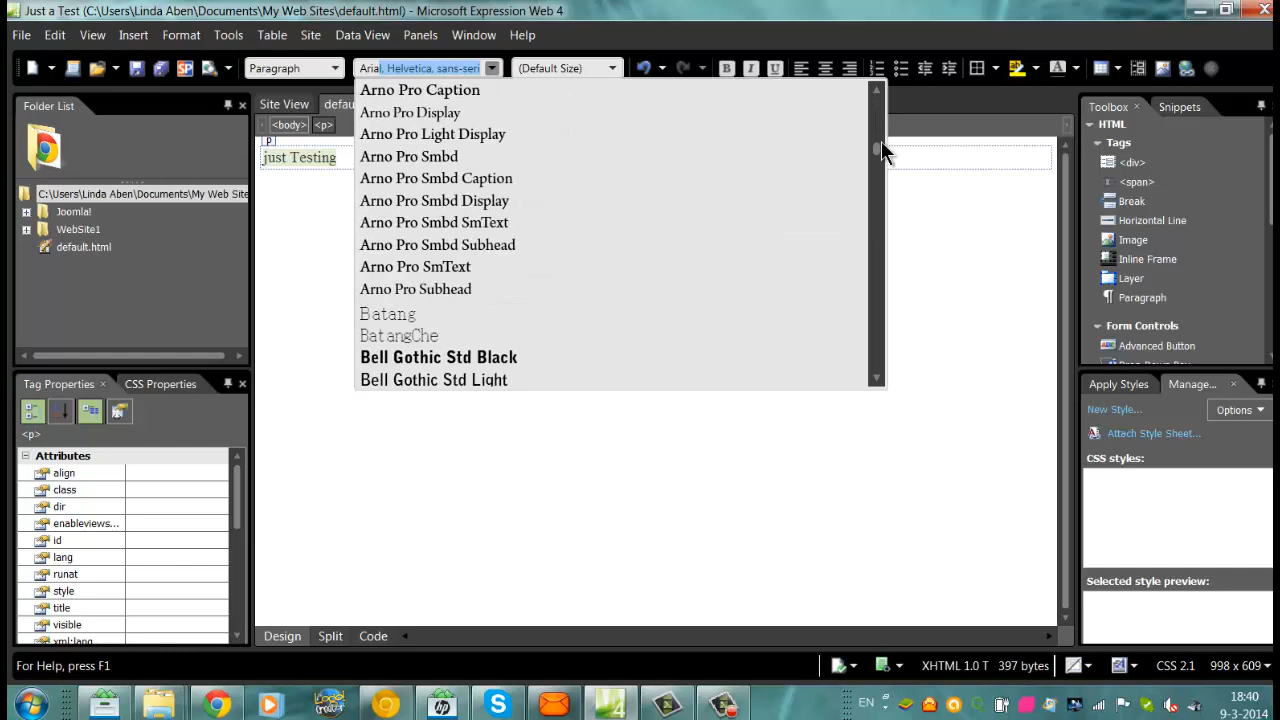 Just a Test (C:\Users\Linda Aben\Documents\My Web Sites\default.html) - Microsoft Expression Web 4
File Edit View Insert Format Tools Table Site Data View Panels Window Help
Paragraph Arial, Helvetica, sans-seri (Default Size)
Folder List
C:\Users\Linda Aben\Documents\My Web Sites
Joomla!
WebSite1
default.html
Site View defau
<body> <p>
p
just Testing
Arno Pro Caption
Arno Pro Display
Arno Pro Light Display
Arno Pro Smbd
Arno Pro Smbd Caption
Arno Pro Smbd Display
Arno Pro Smbd SmText
Arno Pro Smbd Subhead
Arno Pro SmText
Arno Pro Subhead
Batang
BatangChe
Bell Gothic Std Black
Bell Gothic Std Light
Toolbox Snippets
HTML
Tags
<div>
<span>
Break
Horizontal Line
Image
Inline Frame
Layer
Paragraph
Form Controls
Advanced Button
Tag Properties CSS Properties
<p>
Attributes
align
class
dir
enableviews...
id
lang
runat
style
title
visible
xml:lang
Apply Styles Manage...
New Style... Options
Attach Style Sheet...
CSS styles:
Selected style preview:
Design Split Code
For Help, press F1
XHTML 1.0 T 397 bytes CSS 2.1 998 x 609
EN
18:40
9-3-2014